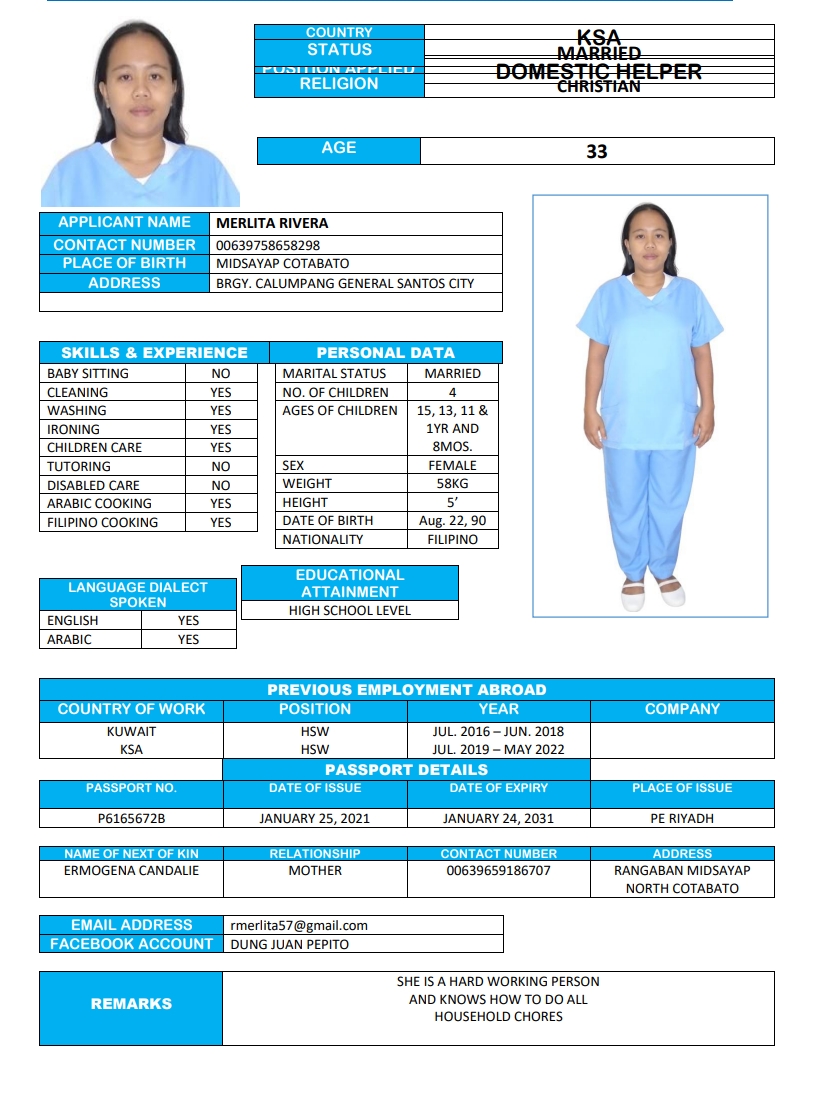 COUNTRY KSA
STATUS MARRIED
POSITION APPLIED DOMESTIC HELPER
RELIGION CHRISTIAN
AGE 33
APPLICANT NAME MERLITA RIVERA
CONTACT NUMBER 00639758658298
PLACE OF BIRTH MIDSAYAP COTABATO
ADDRESS BRGY. CALUMPANG GENERAL SANTOS CITY
SKILLS & EXPERIENCE
BABY SITTING NO
CLEANING YES
WASHING YES
IRONING YES
CHILDREN CARE YES
TUTORING NO
DISABLED CARE NO
ARABIC COOKING YES
FILIPINO COOKING YES
PERSONAL DATA
MARITAL STATUS MARRIED
NO. OF CHILDREN 4
AGES OF CHILDREN 15, 13, 11 &
1YR AND
8MOS.
SEX FEMALE
WEIGHT 58KG
HEIGHT 5’
DATE OF BIRTH Aug. 22, 90
NATIONALITY FILIPINO
LANGUAGE DIALECT
SPOKEN
ENGLISH YES
ARABIC YES
EDUCATIONAL
ATTAINMENT
HIGH SCHOOL LEVEL
PREVIOUS EMPLOYMENT ABROAD
COUNTRY OF WORK POSITION YEAR COMPANY
KUWAIT HSW JUL. 2016 – JUN. 2018
KSA HSW JUL. 2019 – MAY 2022
PASSPORT DETAILS
PASSPORT NO. DATE OF ISSUE DATE OF EXPIRY PLACE OF ISSUE
P6165672B JANUARY 25, 2021 JANUARY 24, 2031 PE RIYADH
NAME OF NEXT OF KIN RELATIONSHIP CONTACT NUMBER ADDRESS
ERMOGENA CANDALIE MOTHER 00639659186707 RANGABAN MIDSAYAP
NORTH COTABATO
EMAIL ADDRESS rmerlita57@gmail.com
FACEBOOK ACCOUNT DUNG JUAN PEPITO
REMARKS
SHE IS A HARD WORKING PERSON
AND KNOWS HOW TO DO ALL
HOUSEHOLD CHORES